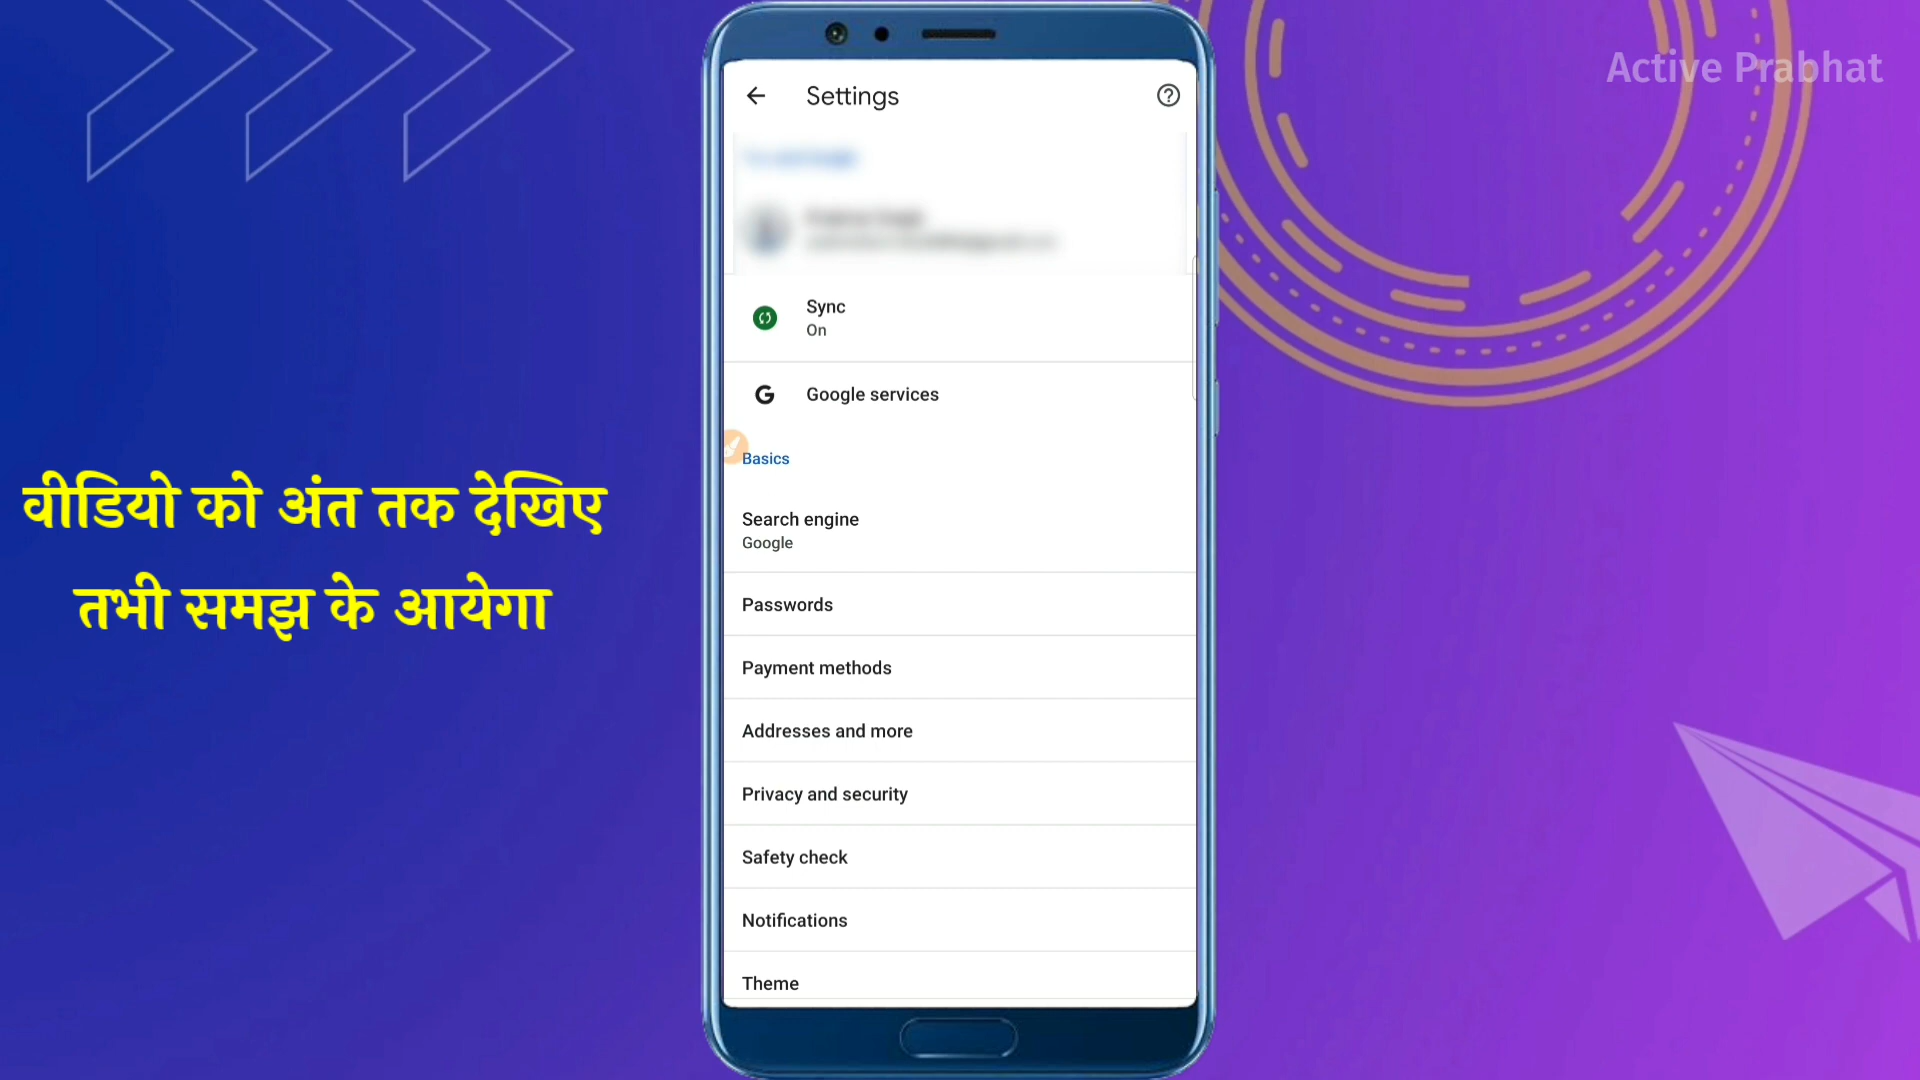 Active Prabhat
Settings
Sync
On
G Google services
Basics
Search engine
Google
Passwords
Payment methods
Addresses and more
Privacy and security
Safety check
Notifications
Theme
वीडियो को अंत तक देखिए
तभी समझ के आयेगा